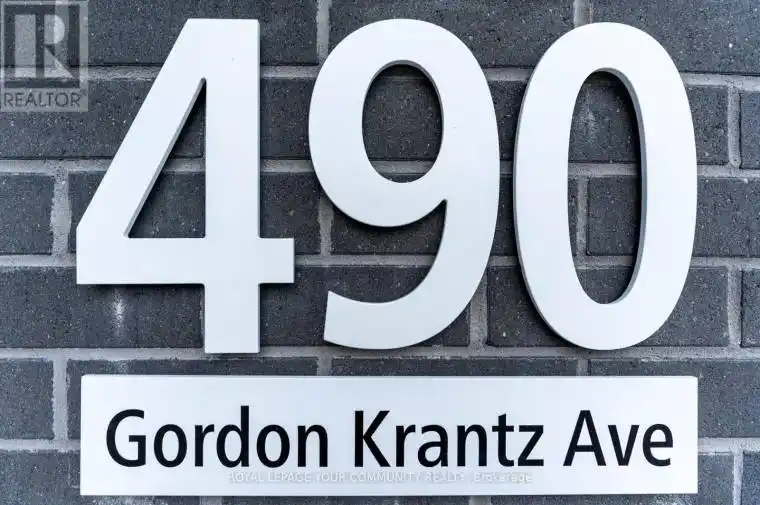 R
REALTOR
490
Gordon Krantz Ave
ROYAL LEPAGE YOUR COMMUNITY REALTY, Brokerage